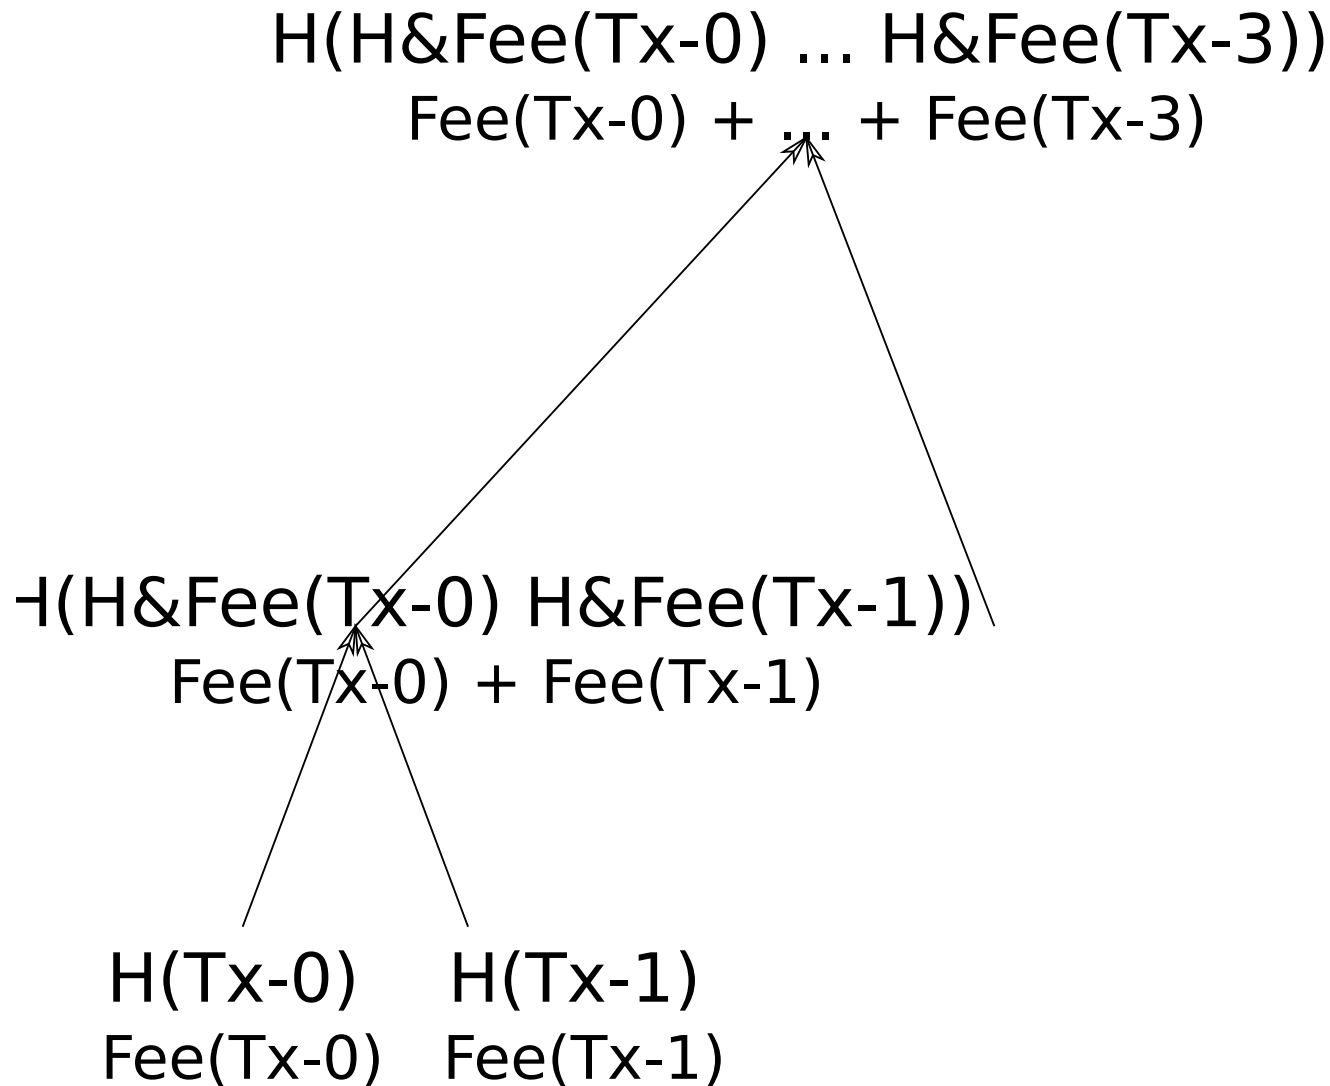 H(H&Fee(Tx-0) ... H&Fee(Tx-3))
Fee(Tx-0) + ... + Fee(Tx-3)
H(H&Fee(Tx-0) H&Fee(Tx-1))
Fee(Tx-0) + Fee(Tx-1)
H(Tx-0) H(Tx-1)
Fee(Tx-0) Fee(Tx-1)